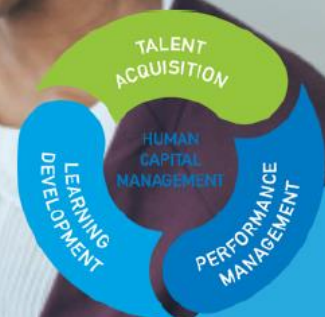 TALENT
ACQUISITION
HUMAN
CAPITAL
MANAGEMENT
PERFORMANCE
MANAGEMENT
LEARNING
DEVELOPMENT